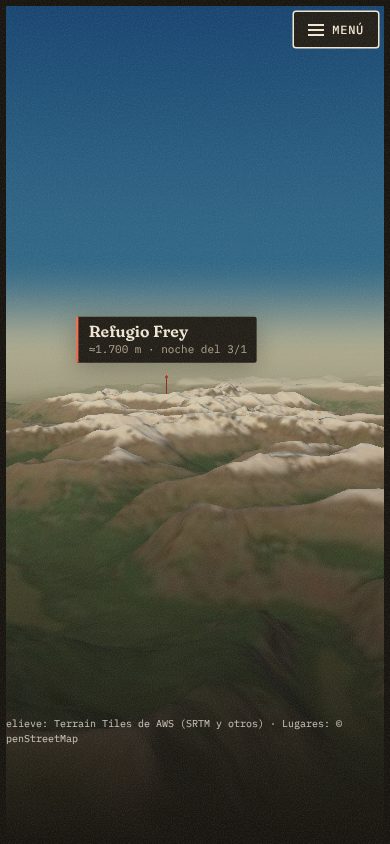 MENÚ
Refugio Frey
≈1.700 m · noche del 3/1
elieve: Terrain Tiles de AWS (SRTM y otros) · Lugares: ©
penStreetMap